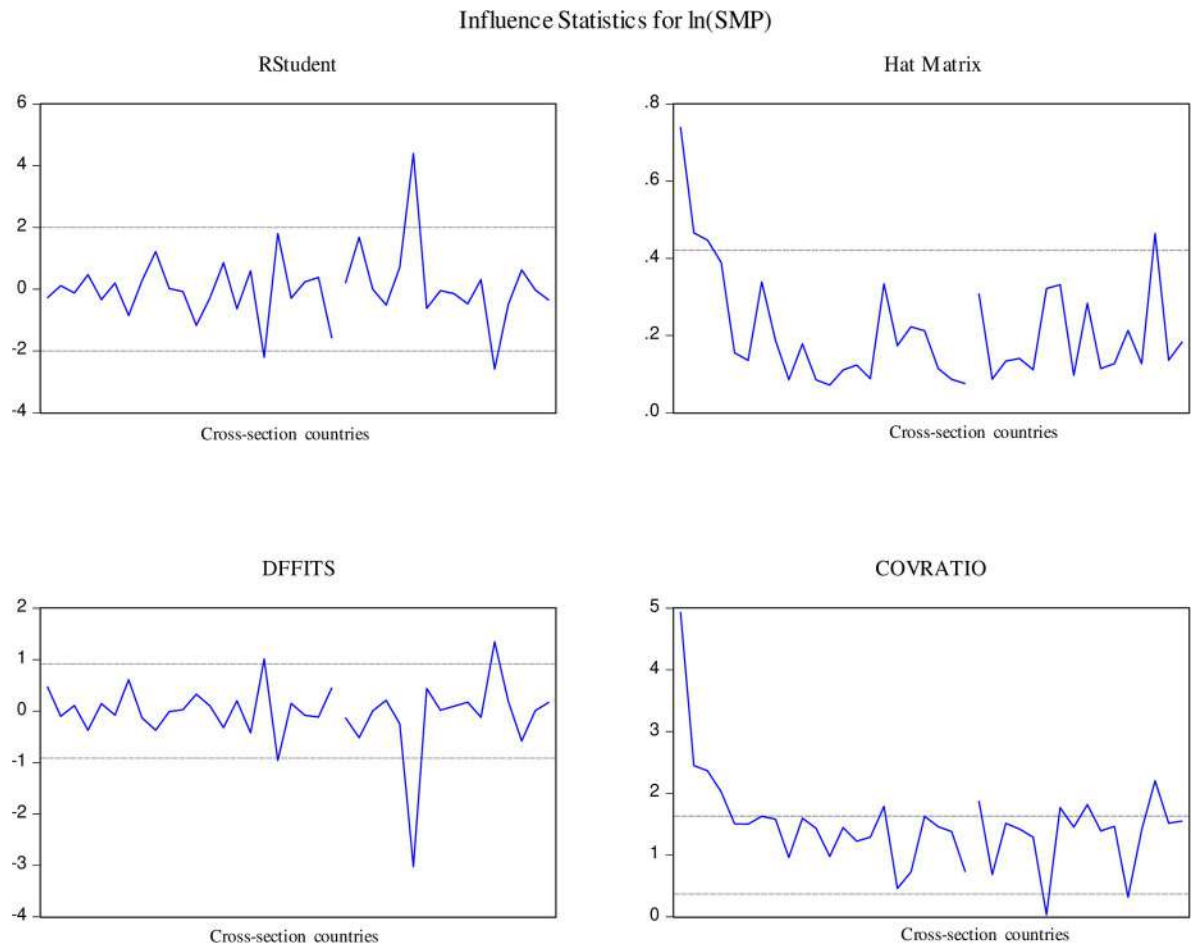 Influence Statistics for ln(SMP)
RStudent
6
4
2
0
-2
-4
Cross-section countries
Hat Matrix
.8
.6
.4
.2
.0
Cross-section countries
DFFITS
2
1
0
-1
-2
-3
-4
Cross-section countries
COVRATIO
5
4
3
2
1
0
Cross-section countries